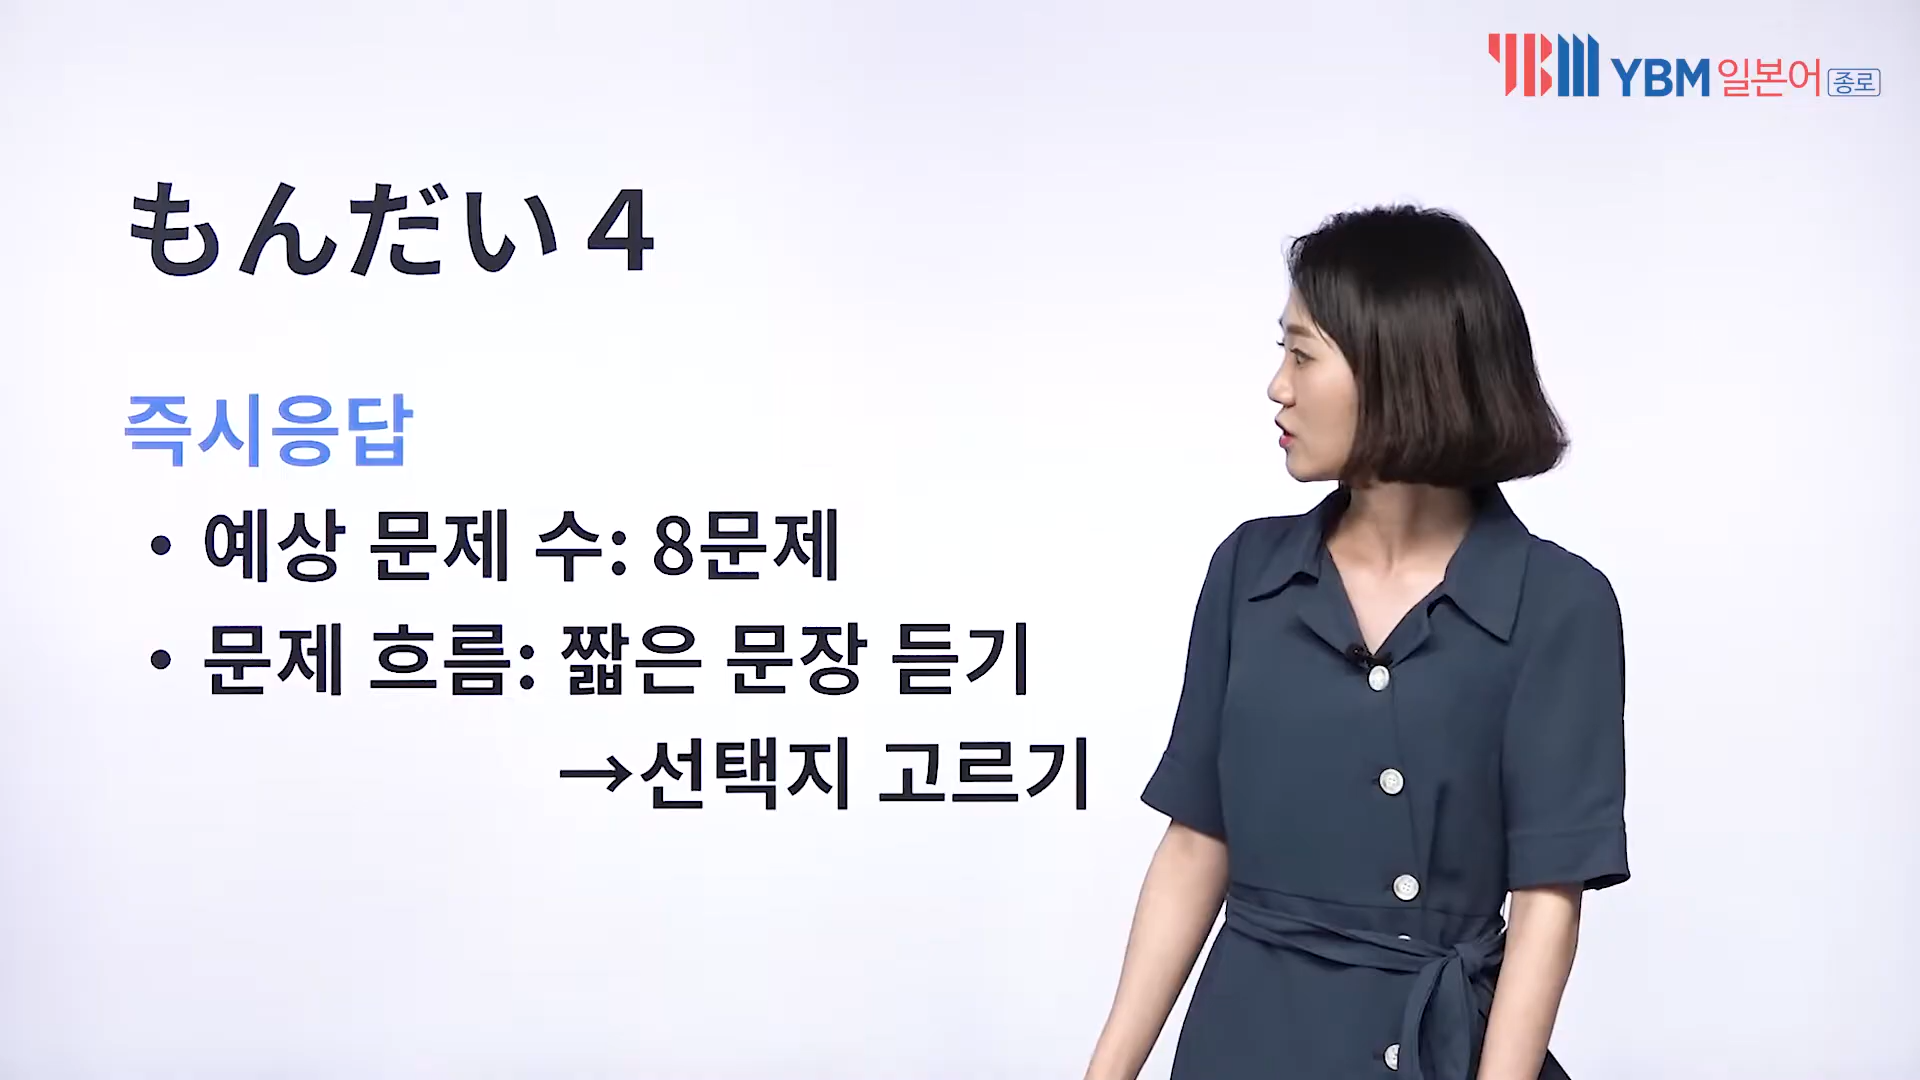 YBM YBM 일본어 종로
もんだい 4
즉시응답
• 예상 문제 수: 8문제
• 문제 흐름: 짧은 문장 듣기
→선택지 고르기